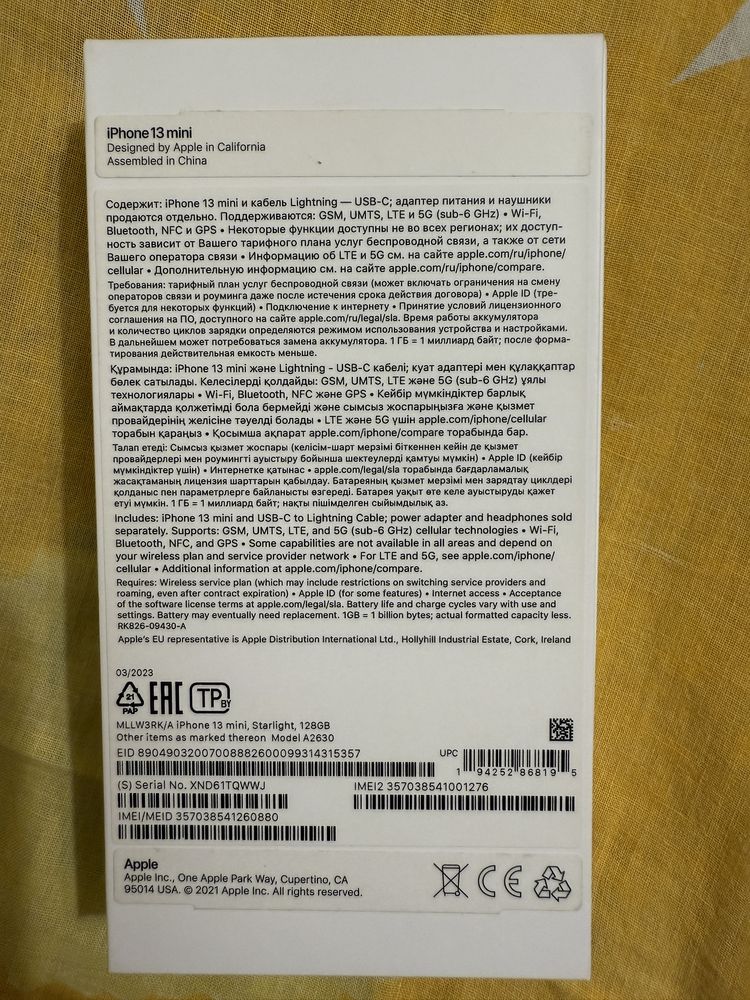 iPhone 13 mini
Designed by Apple in California
Assembled in China
Содержит: iPhone 13 mini и кабель Lightning — USB-C; адаптер питания и наушники
продаются отдельно. Поддерживаются: GSM, UMTS, LTE и 5G (sub-6 GHz) • Wi-Fi,
Bluetooth, NFC и GPS • Некоторые функции доступны не во всех регионах; их доступ-
ность зависит от Вашего тарифного плана услуг беспроводной связи, а также от сети
Вашего оператора связи • Информацию об LTE и 5G см. на сайте apple.com/ru/iphone/
cellular • Дополнительную информацию см. на сайте apple.com/ru/iphone/compare.
Требования: тарифный план услуг беспроводной связи (может включать ограничения на смену
операторов связи и роуминга даже после истечения срока действия договора) • Apple ID (тре-
буется для некоторых функций) • Подключение к интернету • Принятие условий лицензионного
соглашения на ПО, доступного на сайте apple.com/ru/legal/sla. Время работы аккумулятора
и количество циклов зарядки определяются режимом использования устройства и настройками.
В дальнейшем может потребоваться замена аккумулятора. 1 ГБ = 1 миллиард байт; после форма-
тирования действительная емкость меньше.
Құрамында: iPhone 13 mini және Lightning - USB-C кабелі; қуат адаптері мен құлаққаптар
бөлек сатылады. Келесілерді қолдайды: GSM, UMTS, LTE және 5G (sub-6 GHz) ұялы
технологиялары • Wi-Fi, Bluetooth, NFC және GPS • Кейбір мүмкіндіктер барлық
аймақтарда қолжетімді бола бермейді және сымсыз жоспарыңызға және қызмет
провайдерінің желісіне тәуелді болады • LTE және 5G үшін apple.com/iphone/cellular
торабын қараңыз • Қосымша ақпарат apple.com/iphone/compare торабында бар.
Талап етеді: Сымсыз қызмет жоспары (келісім-шарт мерзімі біткеннен кейін де қызмет
провайдерлері мен роумингті ауыстыру бойынша шектеулерді қамтуы мүмкін) • Apple ID (кейбір
мүмкіндіктер үшін) • Интернетке қатынас • apple.com/legal/sla торабында бағдарламалық
жасақтаманың лицензия шарттарын қабылдау. Батареяның қызмет мерзімі мен зарядтау циклдері
қолданыс пен параметрлерге байланысты өзгереді. Батарея уақыт өте келе ауыстыруды қажет
етуі мүмкін. 1 ГБ = 1 миллиард байт; нақты пішімделген сыйымдылық аз.
Includes: iPhone 13 mini and USB-C to Lightning Cable; power adapter and headphones sold
separately. Supports: GSM, UMTS, LTE, and 5G (sub-6 GHz) cellular technologies • Wi-Fi,
Bluetooth, NFC, and GPS • Some capabilities are not available in all areas and depend on
your wireless plan and service provider network • For LTE and 5G, see apple.com/iphone/
cellular • Additional information at apple.com/iphone/compare.
Requires: Wireless service plan (which may include restrictions on switching service providers and
roaming, even after contract expiration) • Apple ID (for some features) • Internet access • Acceptance
of the software license terms at apple.com/legal/sla. Battery life and charge cycles vary with use and
settings. Battery may eventually need replacement. 1GB = 1 billion bytes; actual formatted capacity less.
RK826-09430-A
Apple's EU representative is Apple Distribution International Ltd., Hollyhill Industrial Estate, Cork, Ireland
03/2023
21
PAP
EAC
TP BY
MLLW3RK/A iPhone 13 mini, Starlight, 128GB
Other items as marked thereon Model A2630
EID 89049032007008882600099314315357
UPC
1 94252 86819 5
(S) Serial No. XND61TQWWJ
IMEI2 357038541001276
IMEI/MEID 357038541260880
Apple
Apple Inc., One Apple Park Way, Cupertino, CA
95014 USA. © 2021 Apple Inc. All rights reserved.
CE